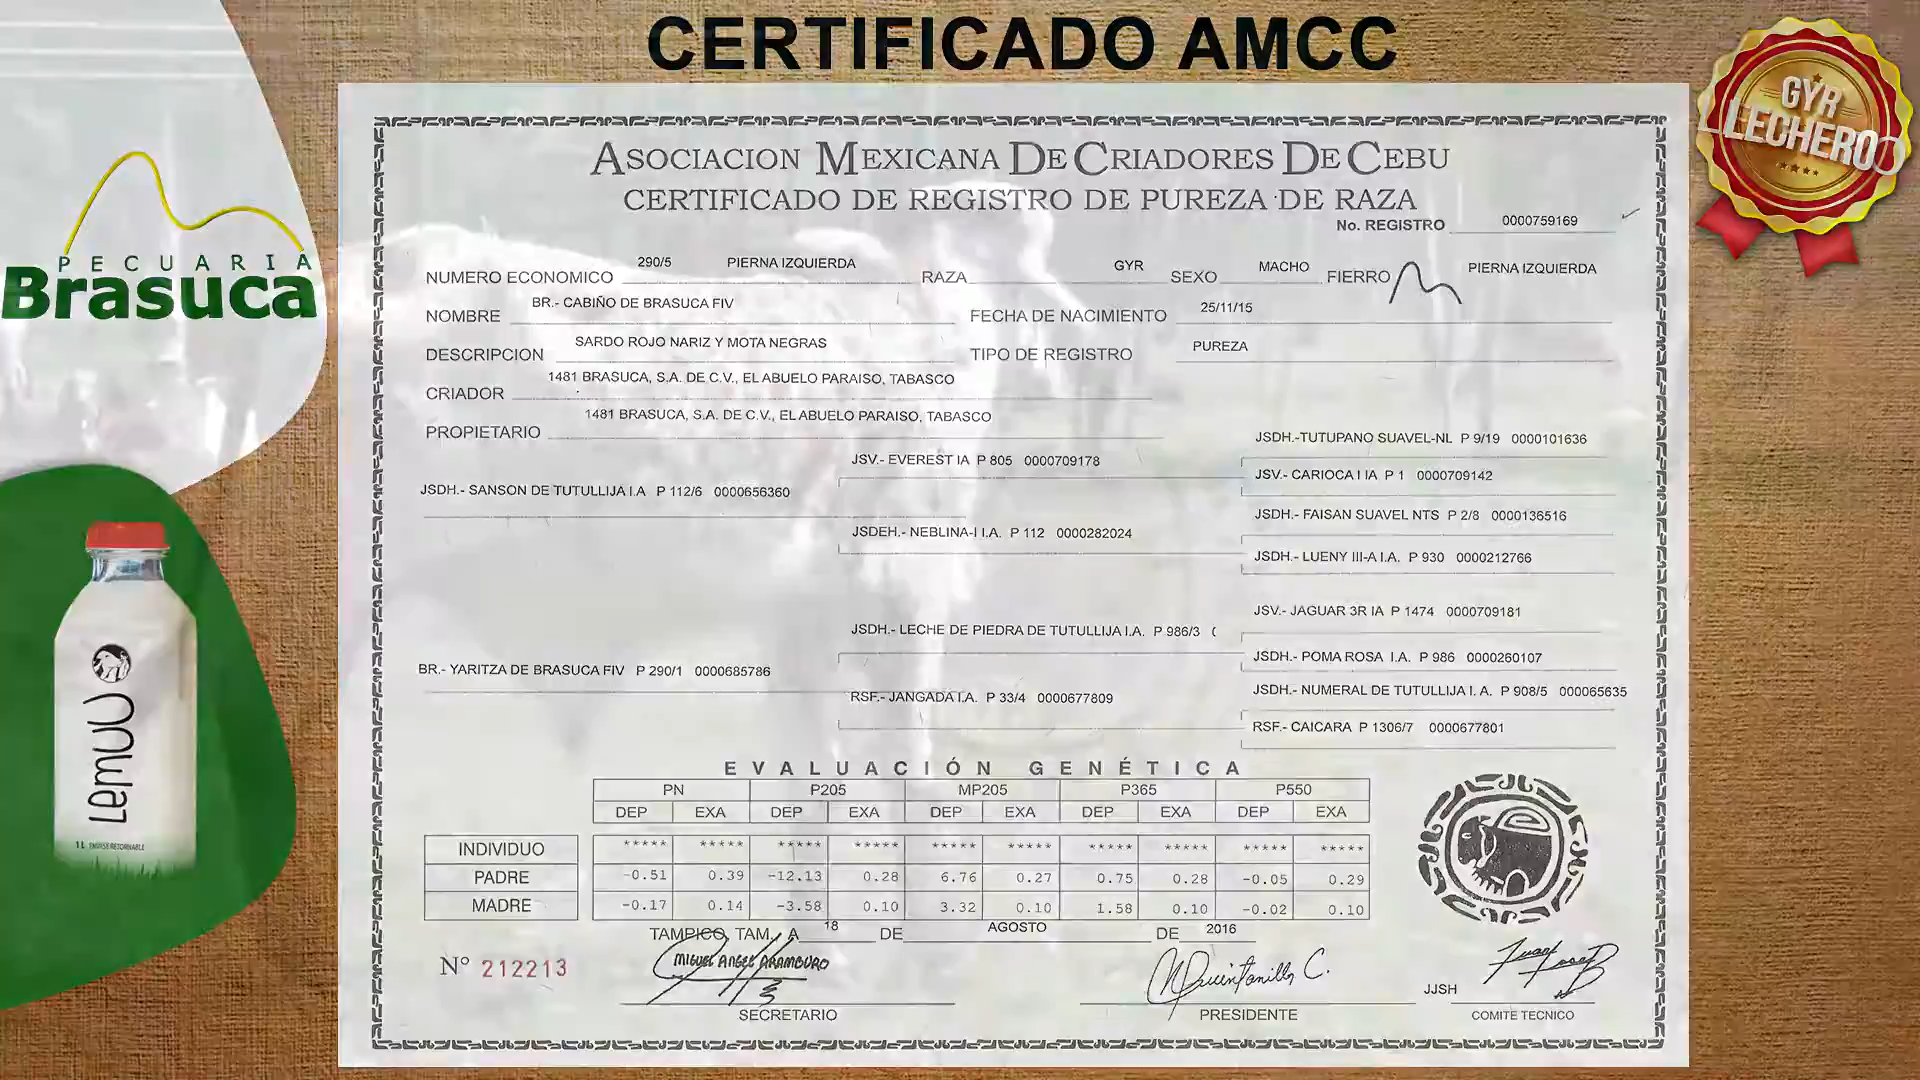 CERTIFICADO AMCC
GYR
LECHERO
PECUARIA
Brasuca
lemul
1 L ENVASE RETORNABLE
ASOCIACION MEXICANA DE CRIADORES DE CEBU
CERTIFICADO DE REGISTRO DE PUREZA DE RAZA
No. REGISTRO 0000759169
NUMERO ECONOMICO 290/5 PIERNA IZQUIERDA RAZA GYR SEXO MACHO FIERRO PIERNA IZQUIERDA
NOMBRE BR.- CABIÑO DE BRASUCA FIV FECHA DE NACIMIENTO 25/11/15
DESCRIPCION SARDO ROJO NARIZ Y MOTA NEGRAS TIPO DE REGISTRO PUREZA
CRIADOR 1481 BRASUCA, S.A. DE C.V., EL ABUELO PARAISO, TABASCO
PROPIETARIO 1481 BRASUCA, S.A. DE C.V., EL ABUELO PARAISO, TABASCO
JSDH.-TUTUPANO SUAVEL-NL P 9/19 0000101636
JSV.- EVEREST IA P 805 0000709178
JSV.- CARIOCA I IA P 1 0000709142
JSDH.- SANSON DE TUTULLIJA I.A P 112/6 0000656360
JSDH.- FAISAN SUAVEL NTS P 2/8 0000136516
JSDEH.- NEBLINA-I I.A. P 112 0000282024
JSDH.- LUENY III-A I.A. P 930 0000212766
JSV.- JAGUAR 3R IA P 1474 0000709181
JSDH.- LECHE DE PIEDRA DE TUTULLIJA I.A. P 986/3 (
JSDH.- POMA ROSA I.A. P 986 0000260107
BR.- YARITZA DE BRASUCA FIV P 290/1 0000685786
JSDH.- NUMERAL DE TUTULLIJA I. A. P 908/5 000065635
RSF.- JANGADA I.A. P 33/4 0000677809
RSF.- CAICARA P 1306/7 0000677801
EVALUACIÓN GENÉTICA
PN P205 MP205 P365 P550
DEP EXA DEP EXA DEP EXA DEP EXA DEP EXA
INDIVIDUO ***** ***** ***** ***** ***** ***** ***** ***** ***** *****
PADRE -0.51 0.39 -12.13 0.28 6.76 0.27 0.75 0.28 -0.05 0.29
MADRE -0.17 0.14 -3.58 0.10 3.32 0.10 1.58 0.10 -0.02 0.10
TAMPICO, TAM., A 18 DE AGOSTO DE 2016
N° 212213
MIGUEL ANGEL ARAMBURO
Quintanilla C.
JJSH
SECRETARIO
PRESIDENTE
COMITE TECNICO